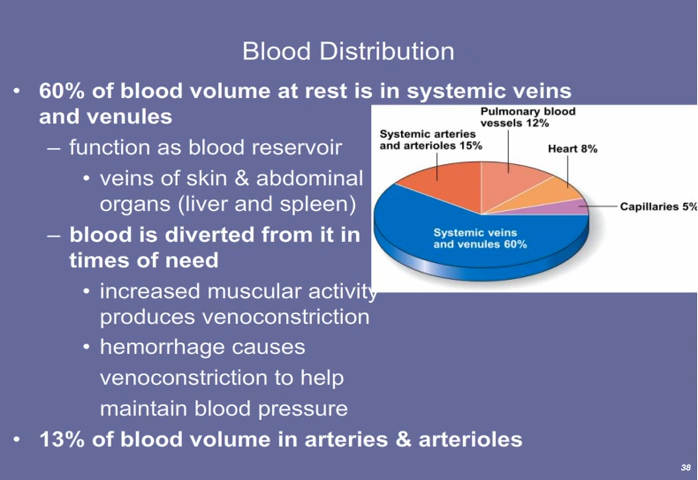 Blood Distribution
• 60% of blood volume at rest is in systemic veins
and venules
– function as blood reservoir
• veins of skin & abdominal
organs (liver and spleen)
– blood is diverted from it in
times of need
• increased muscular activity
produces venoconstriction
• hemorrhage causes
venoconstriction to help
maintain blood pressure
• 13% of blood volume in arteries & arterioles
Pulmonary blood
vessels 12%
Systemic arteries
and arterioles 15%
Heart 8%
Capillaries 5%
Systemic veins
and venules 60%
38